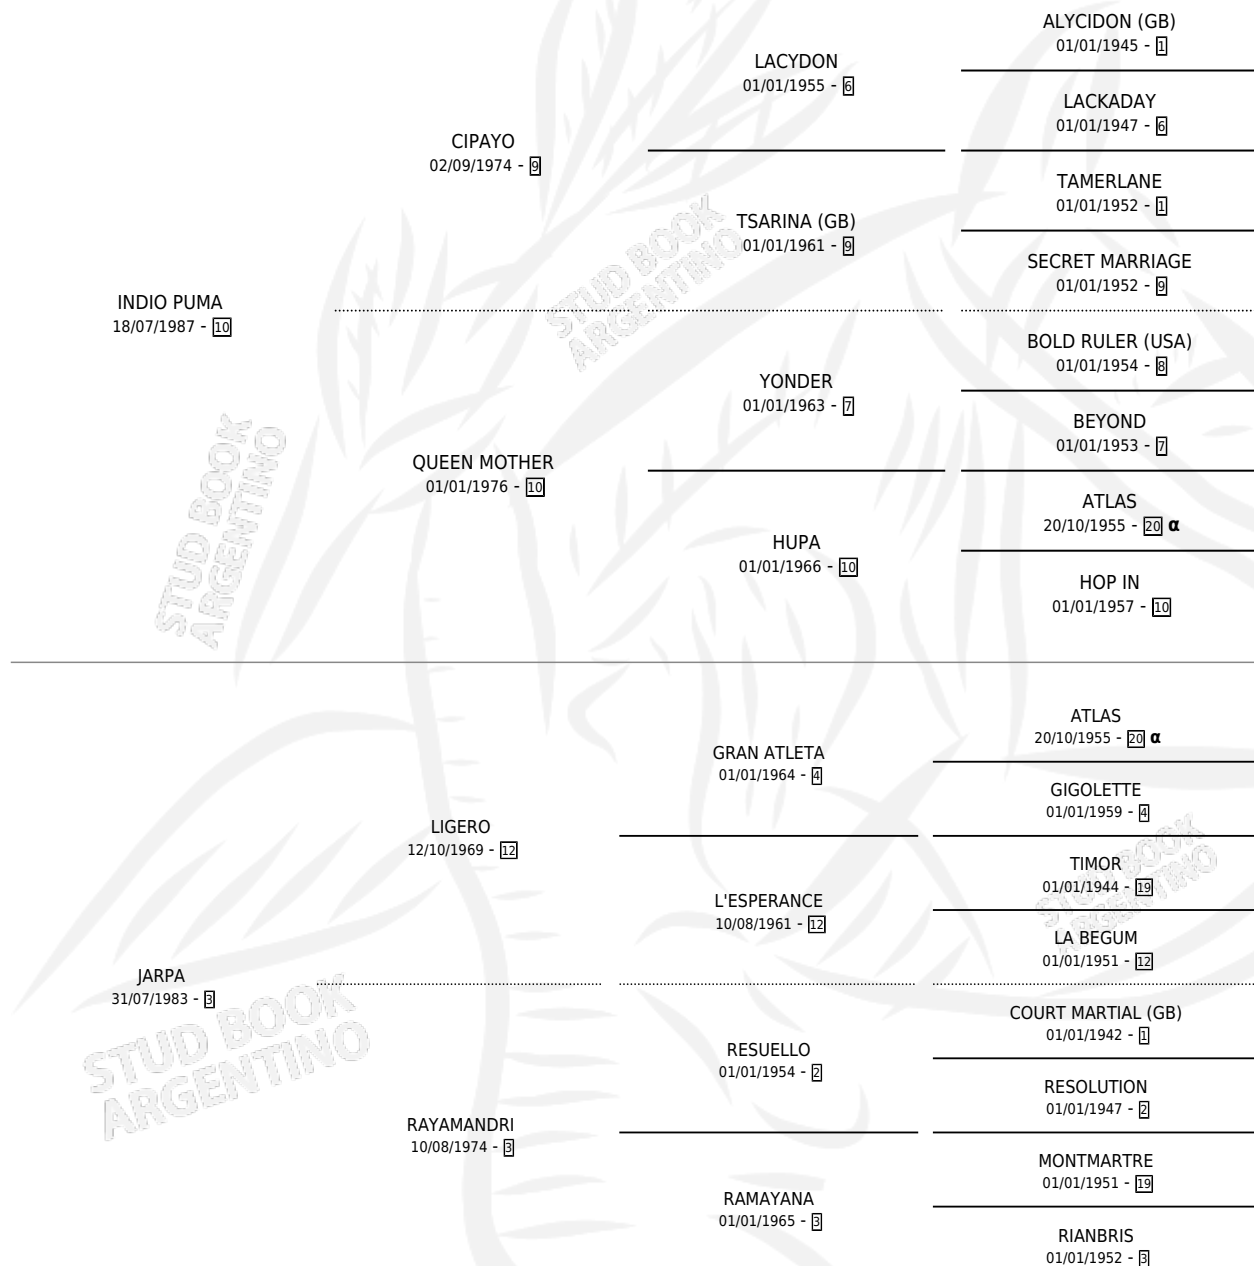 ALYCIDON (GB)
01/01/1945 - 1
LACYDON
01/01/1955 - 6
LACKADAY
01/01/1947 - 6
CIPAYO
02/09/1974 - 9
TAMERLANE
01/01/1952 - 1
TSARINA (GB)
01/01/1961 - 9
SECRET MARRIAGE
01/01/1952 - 9
INDIO PUMA
18/07/1987 - 10
STUD BOOK
ARGENTINO
BOLD RULER (USA)
01/01/1954 - 8
YONDER
01/01/1963 - 7
BEYOND
01/01/1953 - 7
QUEEN MOTHER
01/01/1976 - 10
ATLAS
20/10/1955 - 20 α
HUPA
01/01/1966 - 10
HOP IN
01/01/1957 - 10
STUD BOOK
ARGENTINO
ATLAS
20/10/1955 - 20 α
GRAN ATLETA
01/01/1964 - 4
GIGOLETTE
01/01/1959 - 4
LIGERO
12/10/1969 - 12
TIMOR
01/01/1944 - 19
STUD BOOK
ARGENTINO
L'ESPERANCE
10/08/1961 - 12
LA BEGUM
01/01/1951 - 12
JARPA
31/07/1983 - 3
STUD BOOK
ARGENTINO
COURT MARTIAL (GB)
01/01/1942 - 1
RESUELLO
01/01/1954 - 2
RESOLUTION
01/01/1947 - 2
RAYAMANDRI
10/08/1974 - 3
MONTMARTRE
01/01/1951 - 19
RAMAYANA
01/01/1965 - 3
RIANBRIS
01/01/1952 - 3